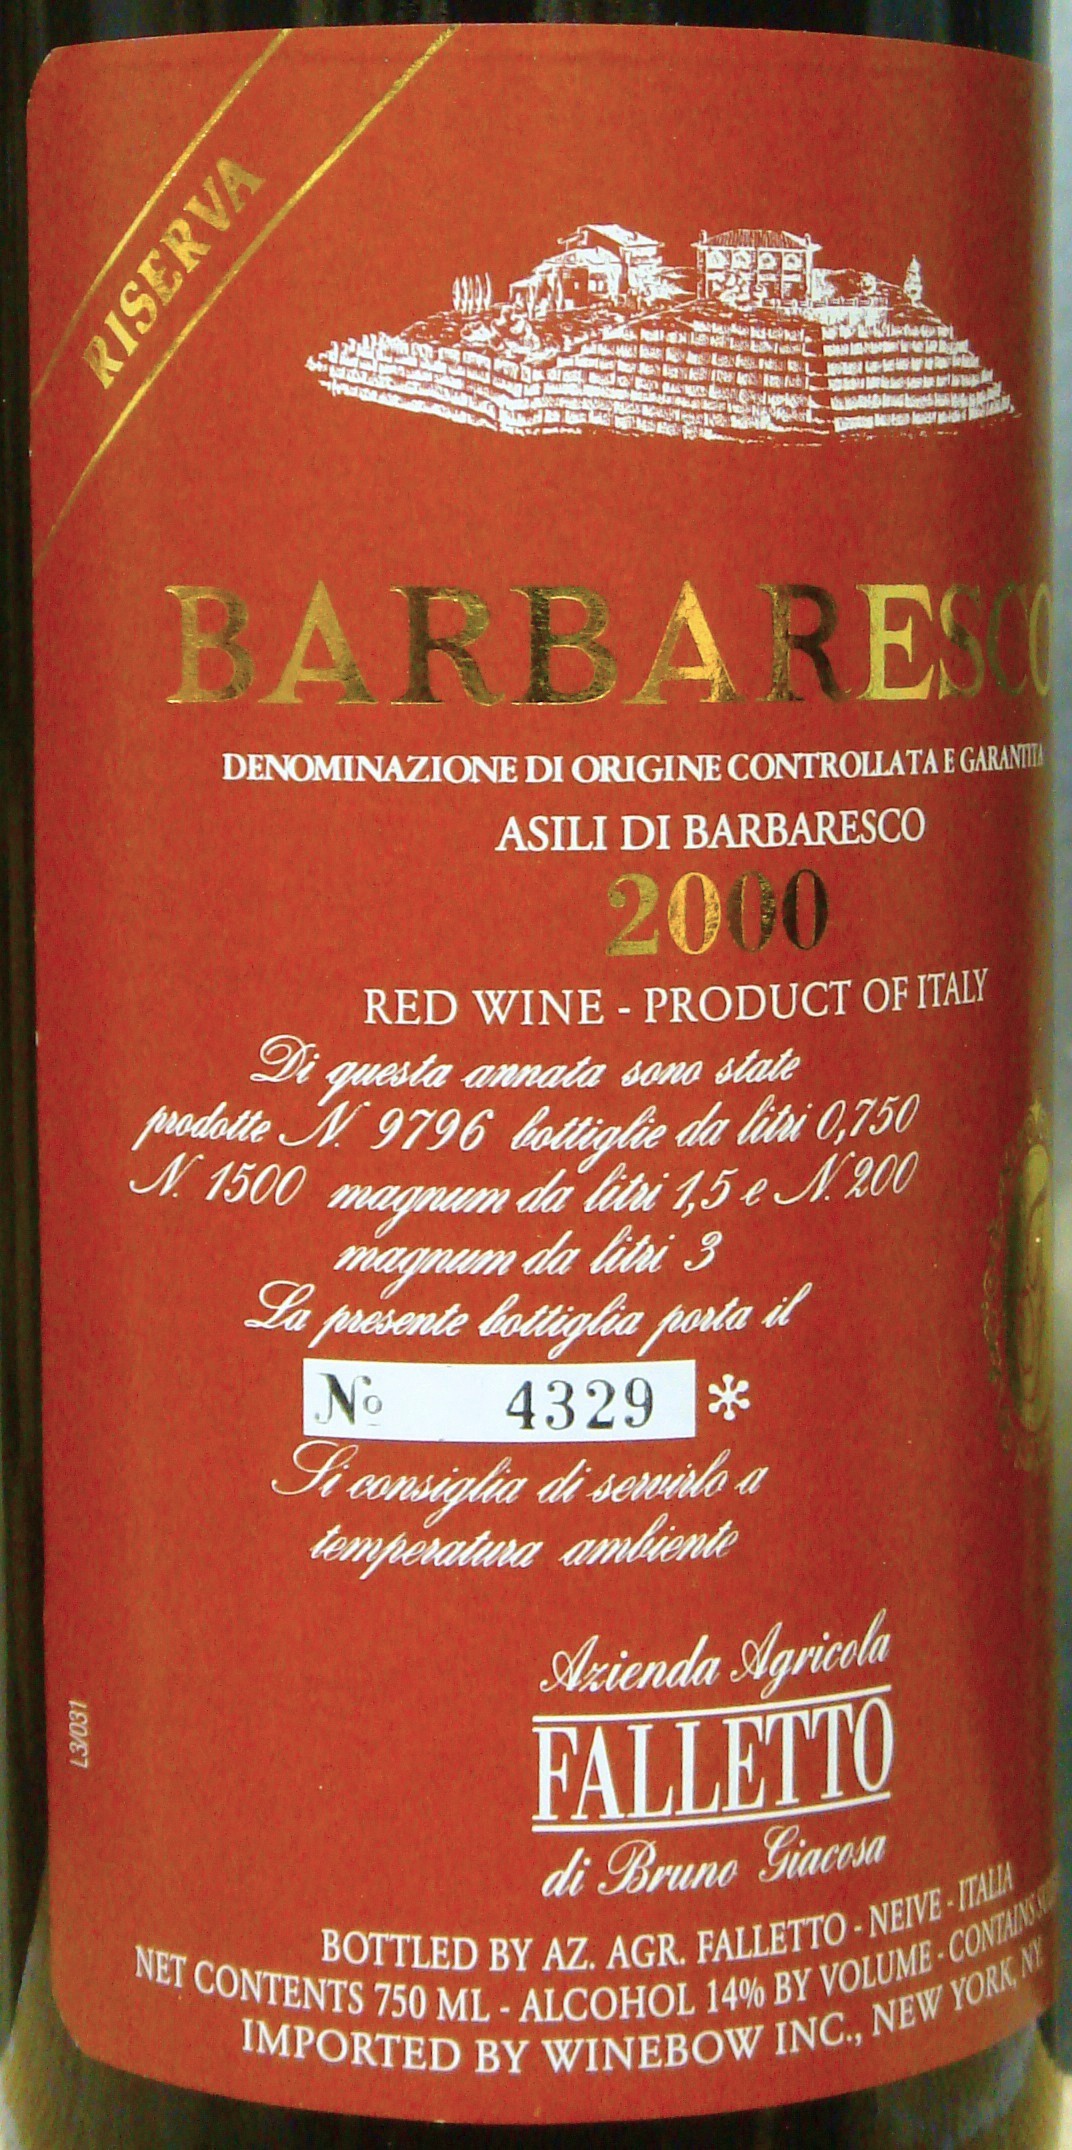 RISERVA
BARBARESCO
DENOMINAZIONE DI ORIGINE CONTROLLATA E GARANTITA
ASILI DI BARBARESCO
2000
RED WINE - PRODUCT OF ITALY
Di questa annata sono state
prodotte N. 9796 bottiglie da litri 0,750
N. 1500 magnum da litri 1,5 e N. 200
magnum da litri 3
La presente bottiglia porta il
No 4329 *
Si consiglia di servirlo a
temperatura ambiente
Azienda Agricola
FALLETTO
di Bruno Giacosa
L3/031
BOTTLED BY AZ. AGR. FALLETTO - NEIVE - ITALIA
NET CONTENTS 750 ML - ALCOHOL 14% BY VOLUME - CONTAINS
IMPORTED BY WINEBOW INC., NEW YORK, NY.